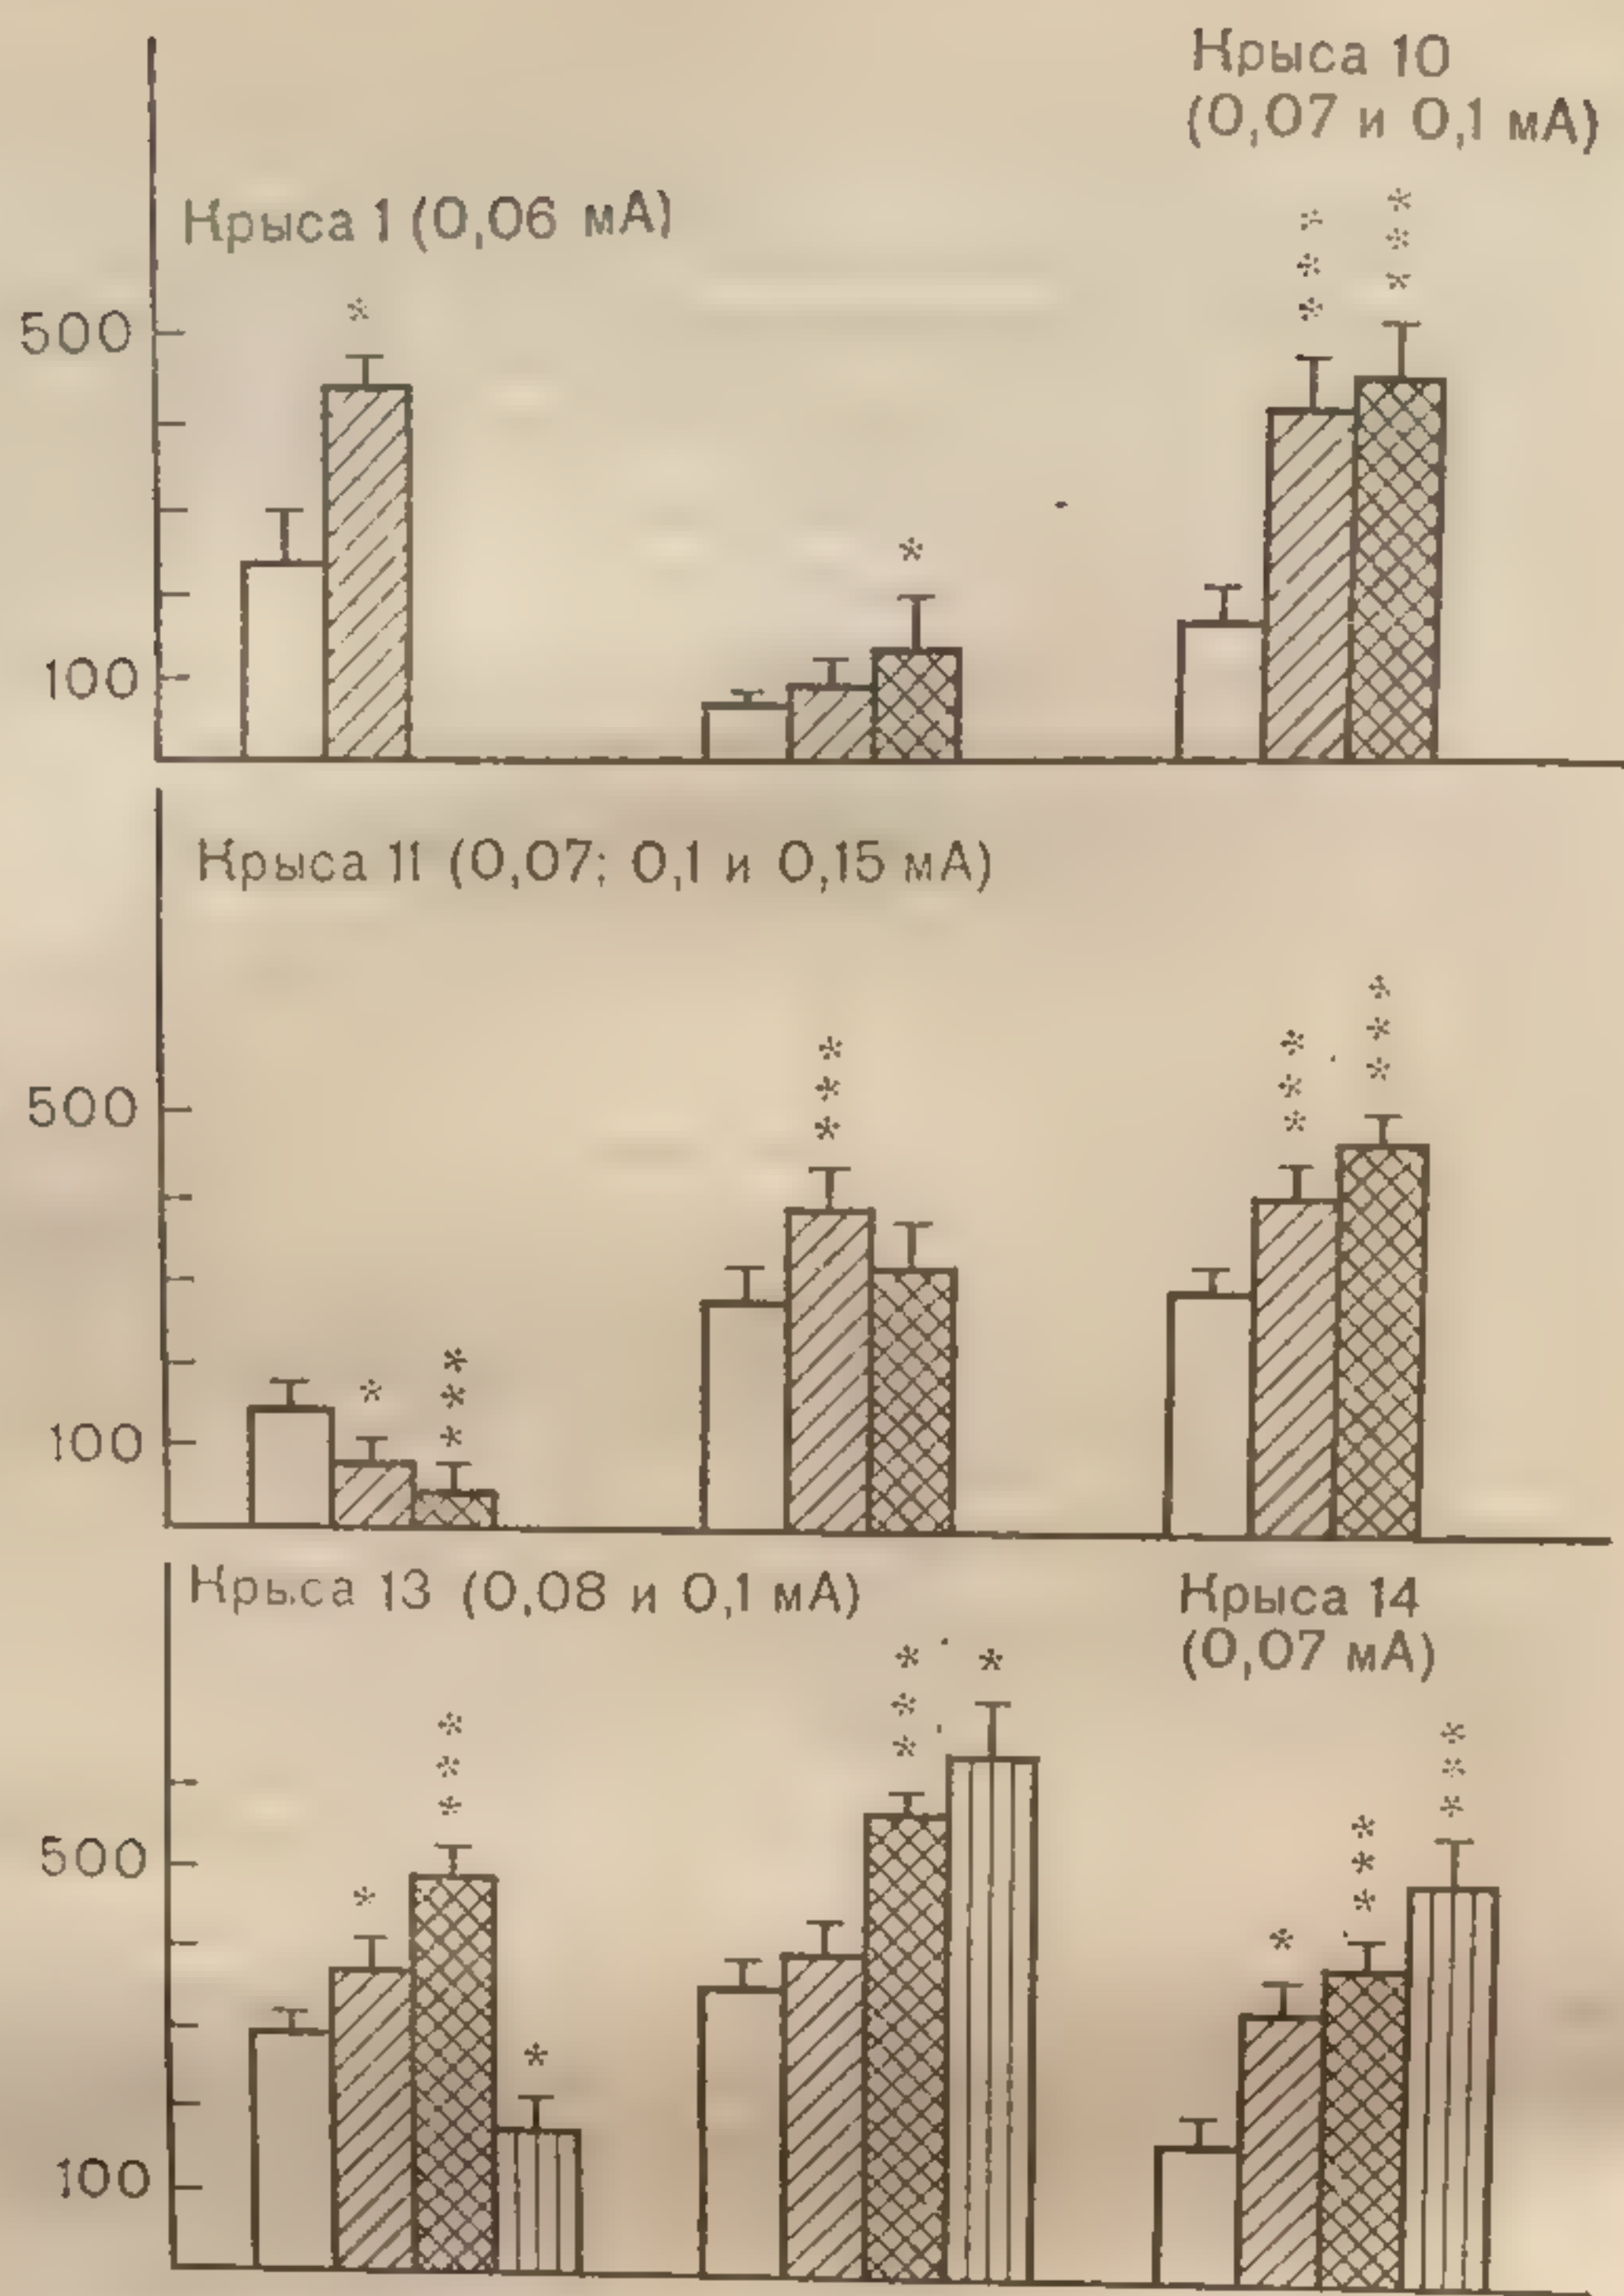 Крыса 10
(0,07 и 0,1 мА)
Крыса 1 (0,06 мА)
500
100
Крыса 11 (0,07; 0,1 и 0,15 мА)
500
100
Крыса 13 (0,08 и 0,1 мА)
Крыса 14
(0,07 мА)
500
100